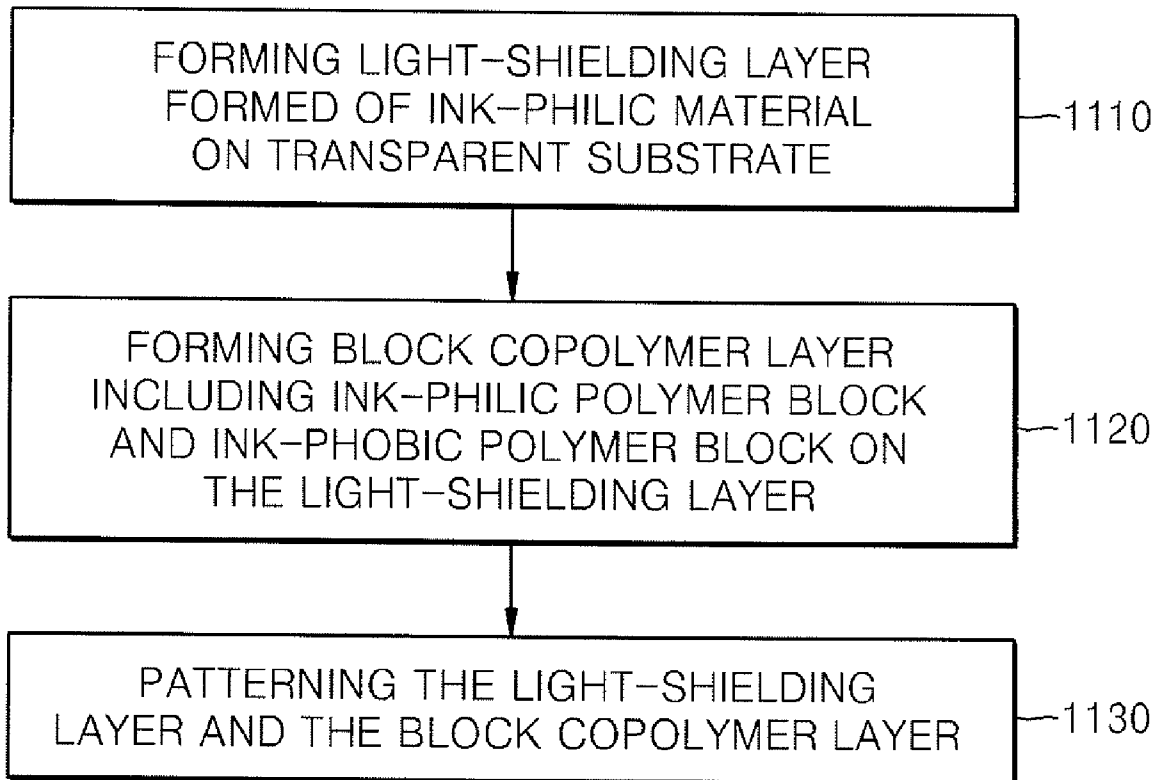 FORMING LIGHT-SHIELDING LAYER
FORMED OF INK-PHILIC MATERIAL
ON TRANSPARENT SUBSTRATE
1110
FORMING BLOCK COPOLYMER LAYER
INCLUDING INK-PHILIC POLYMER BLOCK
AND INK-PHOBIC POLYMER BLOCK ON
THE LIGHT-SHIELDING LAYER
1120
PATTERNING THE LIGHT-SHIELDING
LAYER AND THE BLOCK COPOLYMER LAYER
1130